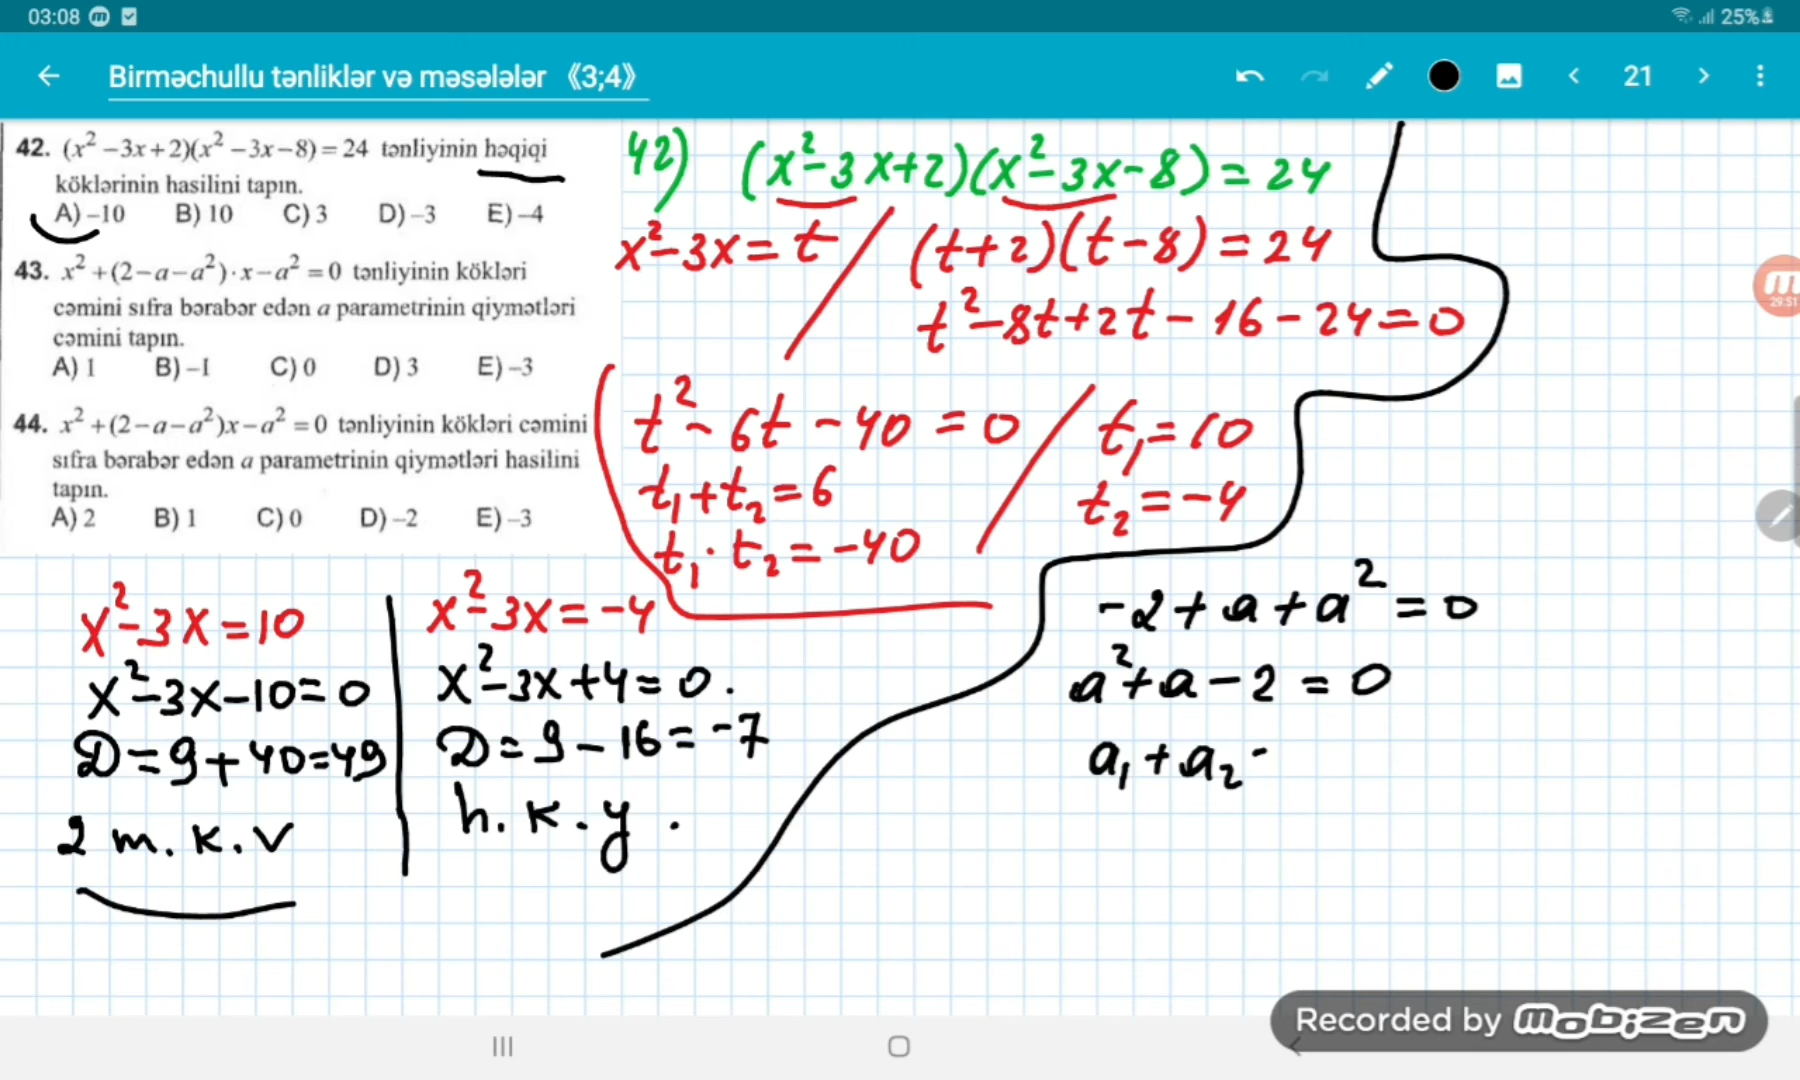 03:08
25%
Birməchullu tənliklər və məsələlər 《3;4》
21
42. (x² – 3x + 2)(x² – 3x – 8) = 24 tənliyinin həqiqi
köklərinin hasilini tapın.
A) –10 B) 10 C) 3 D) –3 E) –4
43. x² + (2 – a – a²) · x – a² = 0 tənliyinin kökləri
cəmini sıfra bərabər edən a parametrinin qiymətləri
cəmini tapın.
A) 1 B) –1 C) 0 D) 3 E) –3
44. x² + (2 – a – a²)x – a² = 0 tənliyinin kökləri cəmini
sıfra bərabər edən a parametrinin qiymətləri hasilini
tapın.
A) 2 B) 1 C) 0 D) –2 E) –3
42) (x²-3x+2)(x²-3x-8)=24
x²-3x=t / (t+2)(t-8)=24
t²-8t+2t-16-24=0
t²-6t-40=0 / t₁=10
t₁+t₂=6 t₂=-4
t₁·t₂=-40
x²-3x=10
x²-3x-10=0
D=9+40=49
2 m.k.v
x²-3x=-4
x²-3x+4=0.
D=9-16=-7
h.k.y.
-2+a+a²=0
a²+a-2=0
a₁+a₂-
29:51
Recorded by Mobizen